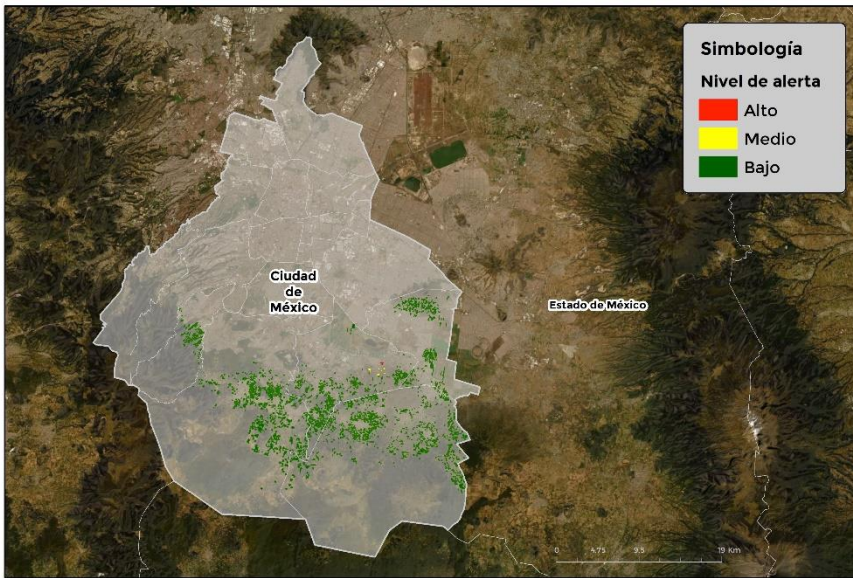 Simbología
Nivel de alerta
Alto
Medio
Bajo
Ciudad
de
México
Estado de México
0 4.75 9.5 19 Km